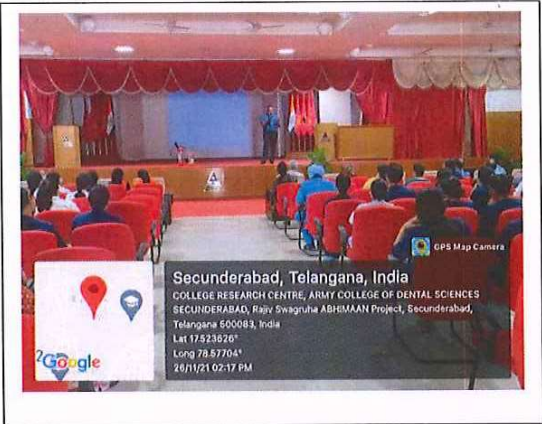 GPS Map Camera
Secunderabad, Telangana, India
COLLEGE RESEARCH CENTRE, ARMY COLLEGE OF DENTAL SCIENCES
SECUNDERABAD, Rajiv Swagruha ABHIMAAN Project, Secunderabad,
Telangana 500083, India
Lat 17.523626°
Long 78.57704°
26/11/21 02:17 PM
Google